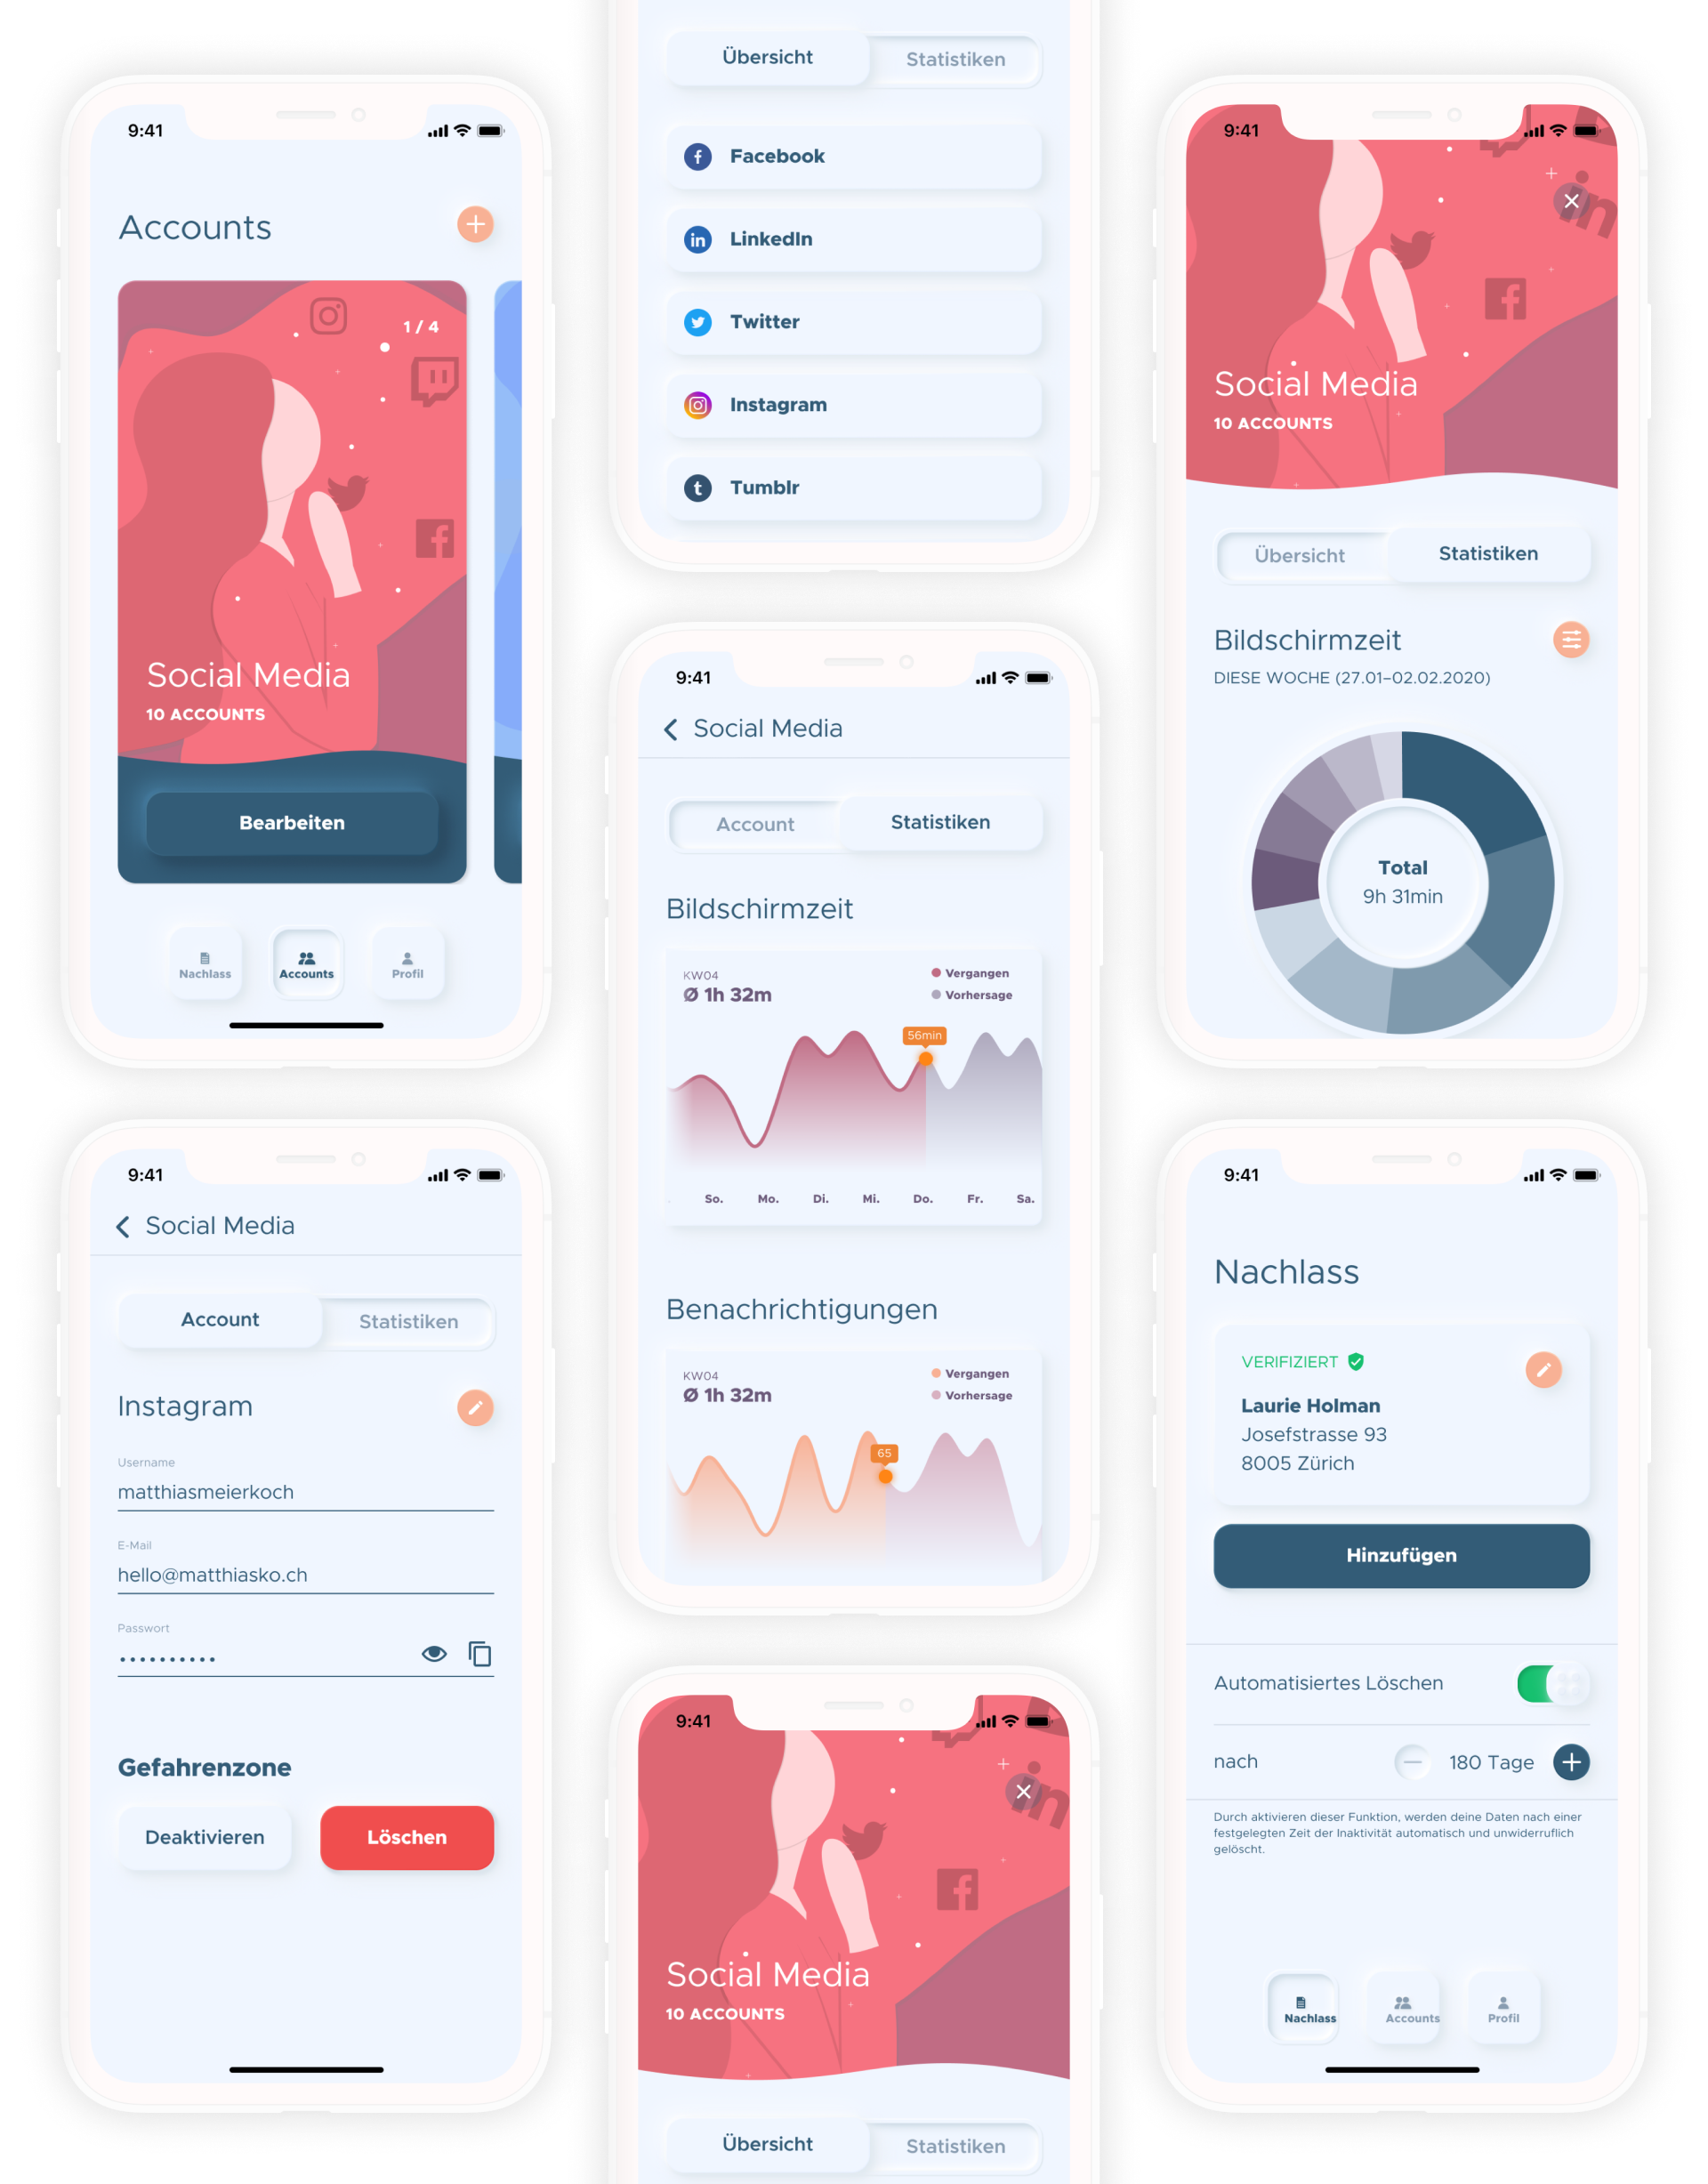 9:41
Accounts
1 / 4
Social Media
10 ACCOUNTS
Bearbeiten
Nachlass
Accounts
Profil
9:41
Social Media
Account
Statistiken
Instagram
Username
matthiasmeierkoch
E-Mail
hello@matthiasko.ch
Passwort
••••••••••
Gefahrenzone
Deaktivieren
Löschen
Übersicht
Statistiken
Facebook
LinkedIn
Twitter
Instagram
Tumblr
9:41
Social Media
Account
Statistiken
Bildschirmzeit
KW04
Ø 1h 32m
Vergangen
Vorhersage
56min
So. Mo. Di. Mi. Do. Fr. Sa.
Benachrichtigungen
KW04
Ø 1h 32m
Vergangen
Vorhersage
65
9:41
in
Social Media
10 ACCOUNTS
Übersicht
Statistiken
9:41
in
Social Media
10 ACCOUNTS
Übersicht
Statistiken
Bildschirmzeit
DIESE WOCHE (27.01–02.02.2020)
Total
9h 31min
9:41
Nachlass
VERIFIZIERT
Laurie Holman
Josefstrasse 93
8005 Zürich
Hinzufügen
Automatisiertes Löschen
nach
180 Tage
Durch aktivieren dieser Funktion, werden deine Daten nach einer
festgelegten Zeit der Inaktivität automatisch und unwiderruflich
gelöscht.
Nachlass
Accounts
Profil